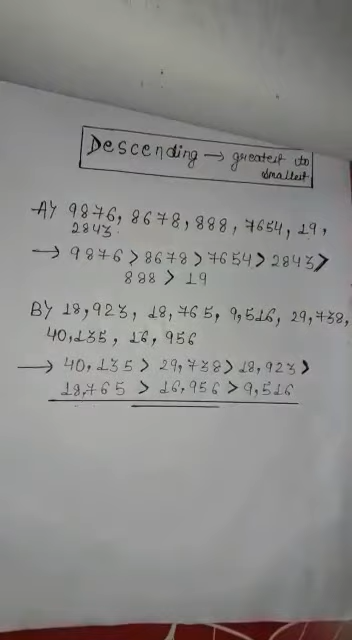 Descending → greatest to
smallest
A) 9876, 8678, 888, 7654, 19,
2843.
→ 9876 > 8678 > 7654 > 2843 >
888 > 19
B) 18,923, 18,765, 9,516, 29,738,
40,135, 16,956
→ 40,135 > 29,738 > 18,923 >
18,765 > 16,956 > 9,516